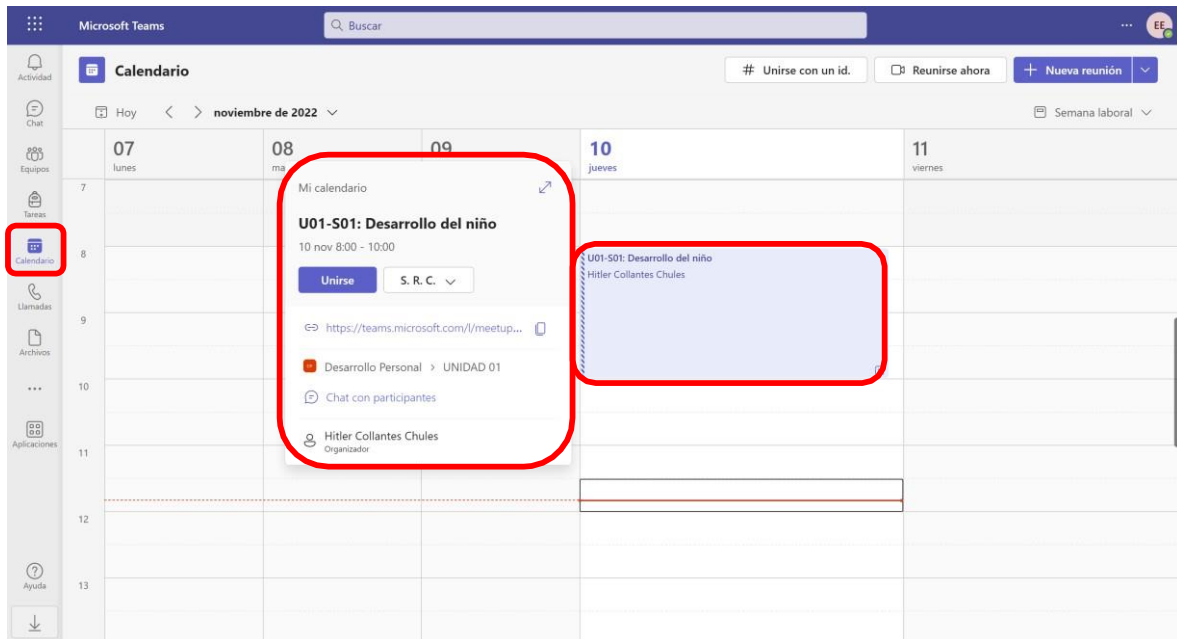 Microsoft Teams
Buscar
EE
Actividad
Chat
Equipos
Tareas
Calendario
Llamadas
Archivos
Aplicaciones
Ayuda
Calendario
# Unirse con un id.
Reunirse ahora
+ Nueva reunión
Hoy
noviembre de 2022
Semana laboral
07
lunes
08
ma
09
10
jueves
11
viernes
7
8
9
10
11
12
13
Mi calendario
U01-S01: Desarrollo del niño
10 nov 8:00 - 10:00
Unirse
S. R. C.
https://teams.microsoft.com/l/meetup...
Desarrollo Personal > UNIDAD 01
Chat con participantes
Hitler Collantes Chules
Organizador
U01-S01: Desarrollo del niño
Hitler Collantes Chules